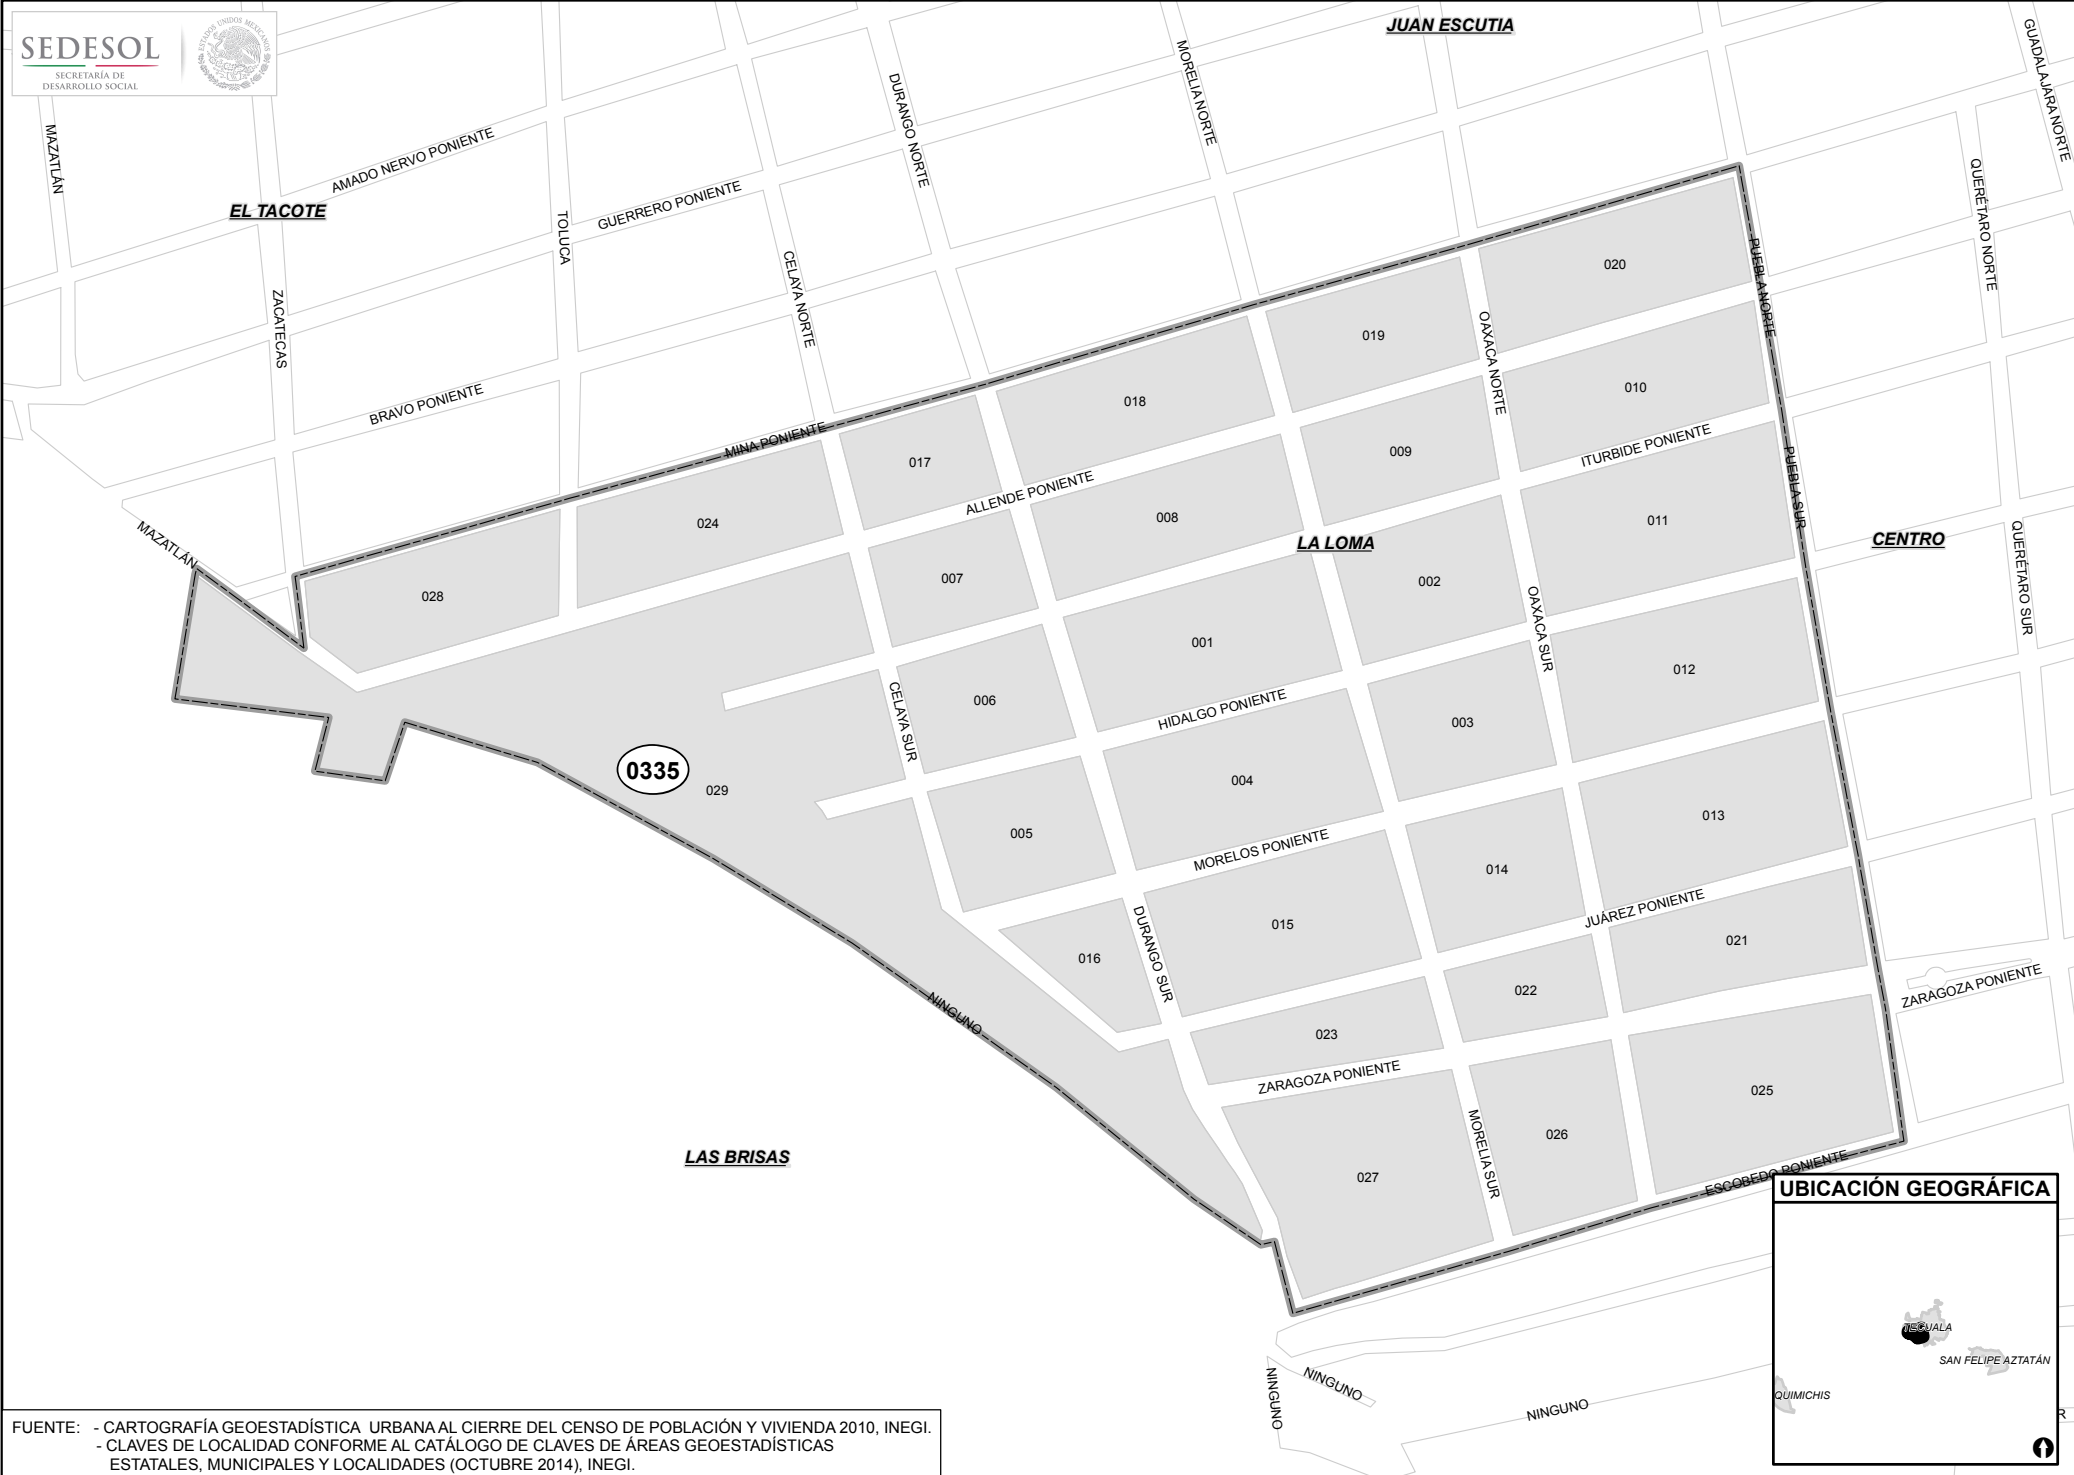 SEDESOL
SECRETARÍA DE
DESARROLLO SOCIAL
ESTADOS UNIDOS MEXICANOS
JUAN ESCUTIA
GUADALAJARA NORTE
MORELIA NORTE
DURANGO NORTE
MAZATLÁN
AMADO NERVO PONIENTE
QUERÉTARO NORTE
EL TACOTE
GUERRERO PONIENTE
TOLUCA
CELAYA NORTE
ZACATECAS
PUEBLA NORTE
020
OAXACA NORTE
019
010
018
BRAVO PONIENTE
MINA PONIENTE
ITURBIDE PONIENTE
009
017
PUEBLA SUR
ALLENDE PONIENTE
008
011
024
MAZATLÁN
LA LOMA
CENTRO
QUERÉTARO SUR
007
002
028
OAXACA SUR
001
012
006
HIDALGO PONIENTE
003
CELAYA SUR
0335
029
004
013
005
MORELOS PONIENTE
014
JUÁREZ PONIENTE
015
DURANGO SUR
021
016
ZARAGOZA PONIENTE
022
NINGUNO
023
ZARAGOZA PONIENTE
025
026
MORELIA SUR
LAS BRISAS
027
ESCOBEDO PONIENTE
UBICACIÓN GEOGRÁFICA
TECUALA
SAN FELIPE AZTATÁN
QUIMICHIS
NINGUNO
NINGUNO
NINGUNO
R
FUENTE: - CARTOGRAFÍA GEOESTADÍSTICA URBANA AL CIERRE DEL CENSO DE POBLACIÓN Y VIVIENDA 2010, INEGI.
- CLAVES DE LOCALIDAD CONFORME AL CATÁLOGO DE CLAVES DE ÁREAS GEOESTADÍSTICAS
ESTATALES, MUNICIPALES Y LOCALIDADES (OCTUBRE 2014), INEGI.